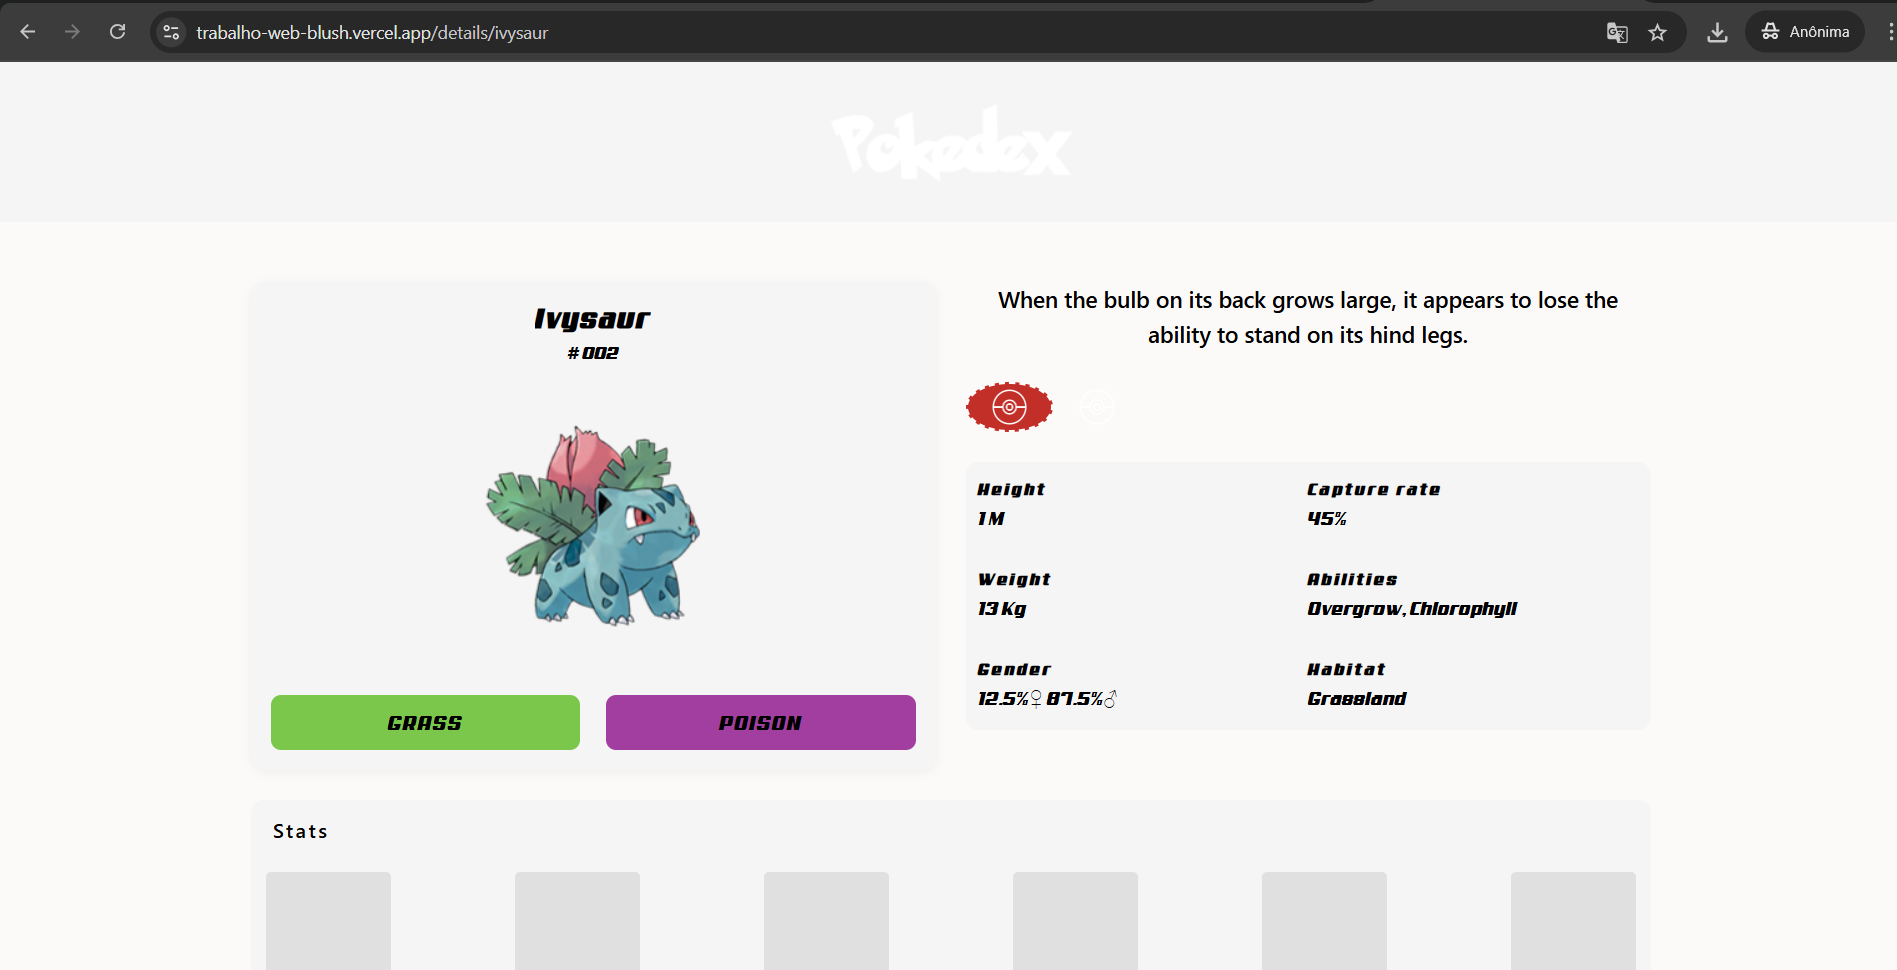 trabalho-web-blush.vercel.app/details/ivysaur
Anônima
Pokedex
Ivysaur
#002
GRASS
POISON
When the bulb on its back grows large, it appears to lose the
ability to stand on its hind legs.
Height
1 M
Capture rate
45%
Weight
13 Kg
Abilities
Overgrow, Chlorophyll
Gender
12.5%♀ 87.5%♂
Habitat
Grassland
Stats